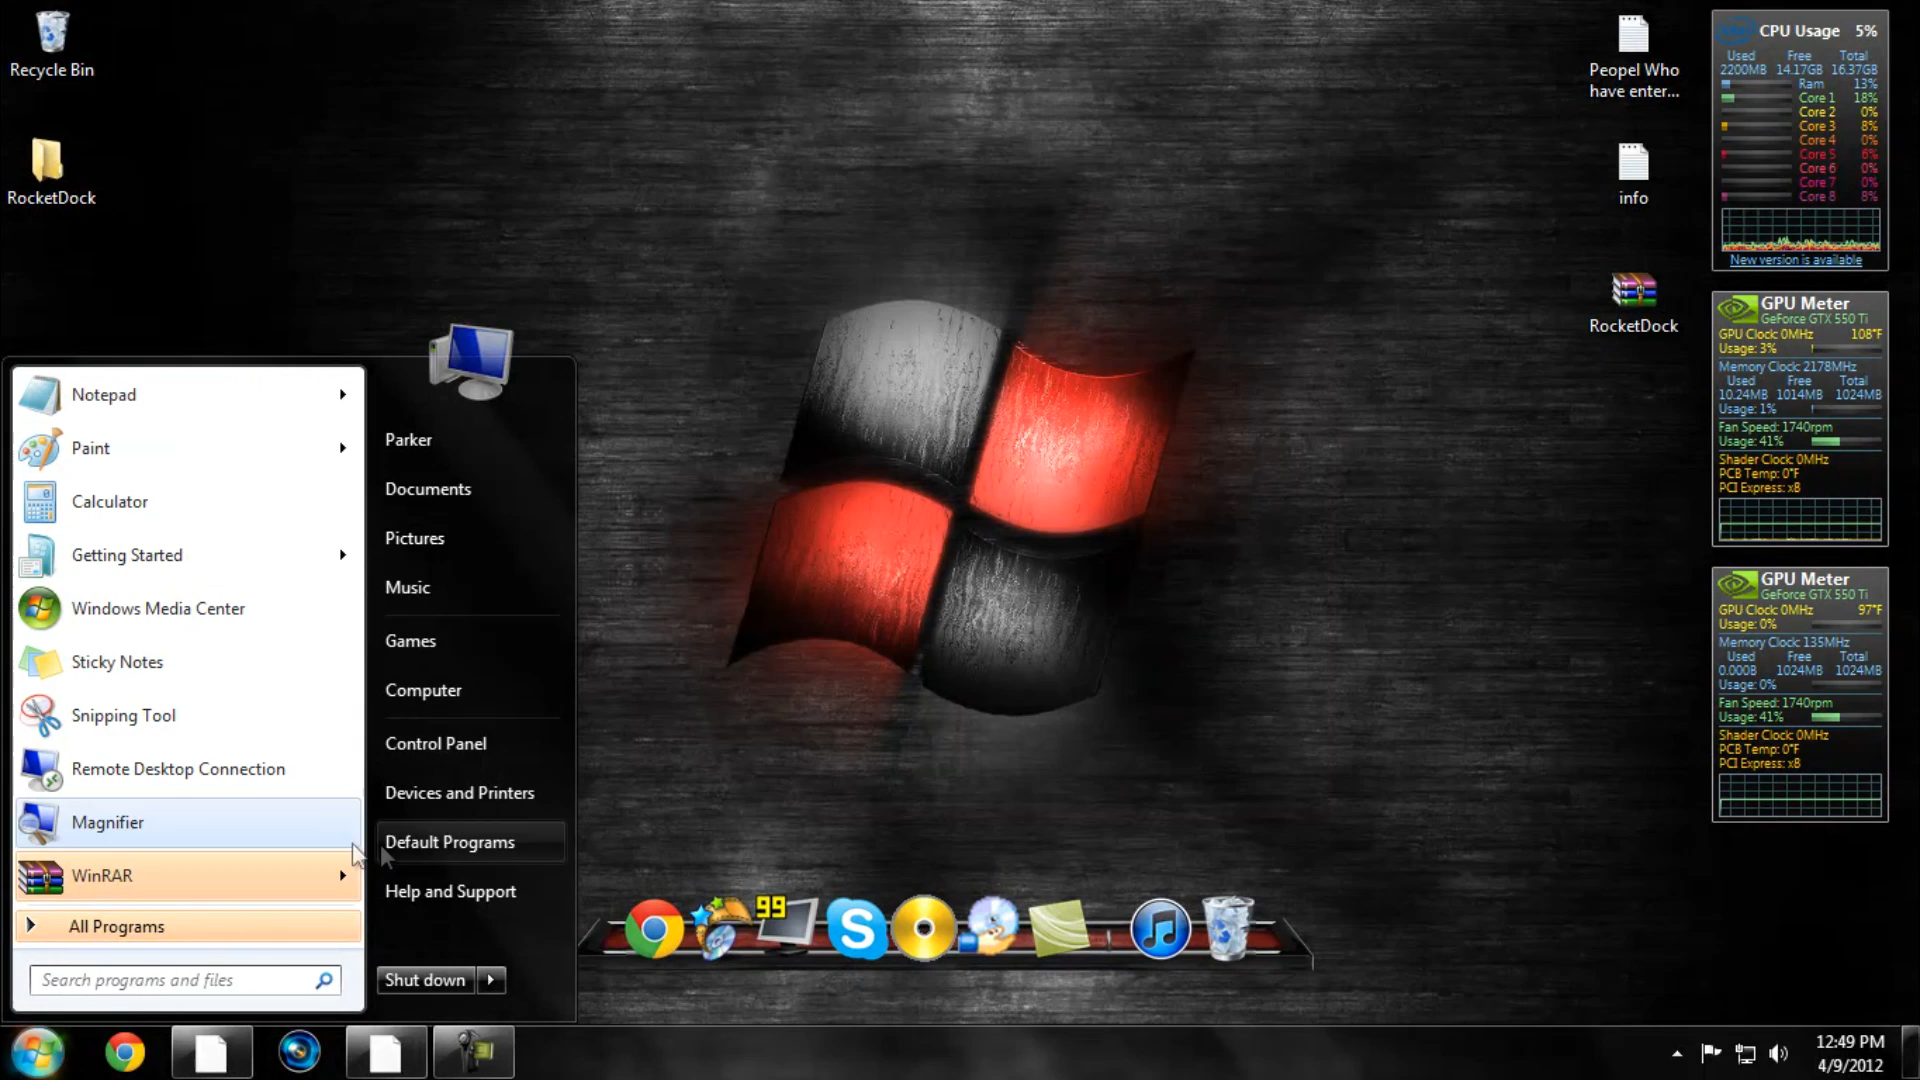 Recycle Bin
RocketDock
Peopel Who
have enter...
info
RocketDock
CPU Usage 5%
Used Free Total
2200MB 14.17GB 16.37GB
Ram 13%
Core 1 18%
Core 2 0%
Core 3 8%
Core 4 0%
Core 5 6%
Core 6 0%
Core 7 0%
Core 8 8%
New version is available
GPU Meter
GeForce GTX 550 Ti
GPU Clock: 0MHz 108°F
Usage: 3%
Memory Clock: 2178MHz
Used Free Total
10.24MB 1014MB 1024MB
Usage: 1%
Fan Speed: 1740rpm
Usage: 41%
Shader Clock: 0MHz
PCB Temp: 0°F
PCI Express: x8
GPU Meter
GeForce GTX 550 Ti
GPU Clock: 0MHz 97°F
Usage: 0%
Memory Clock: 135MHz
Used Free Total
0.000B 1024MB 1024MB
Usage: 0%
Fan Speed: 1740rpm
Usage: 41%
Shader Clock: 0MHz
PCB Temp: 0°F
PCI Express: x8
Notepad
Paint
Calculator
Getting Started
Windows Media Center
Sticky Notes
Snipping Tool
Remote Desktop Connection
Magnifier
WinRAR
All Programs
Search programs and files
Parker
Documents
Pictures
Music
Games
Computer
Control Panel
Devices and Printers
Default Programs
Help and Support
Shut down
99
S
12:49 PM
4/9/2012